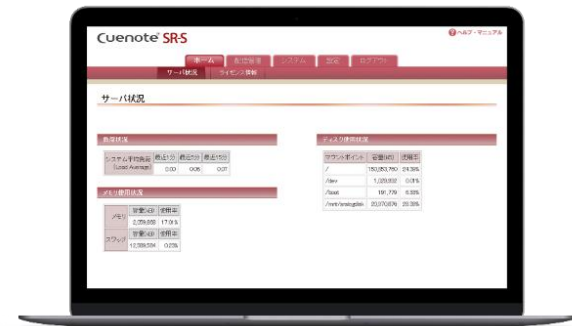 Cuenote SR-S
ヘルプ・マニュアル
ホーム 配信管理 システム 設定 ログアウト
サーバ状況 ライセンス情報
サーバ状況
負荷状況
システム平均負荷 (Load Average) 最近1分 最近5分 最近15分
0.00 0.06 0.07
メモリ使用状況
メモリ 容量(kB) 使用率
17.01%
スワップ 容量(kB) 使用率
0.23%
ディスク使用状況
マウントポイント 容量(kB) 使用率
/ 24.39%
/dev 0.01%
/boot 191,779